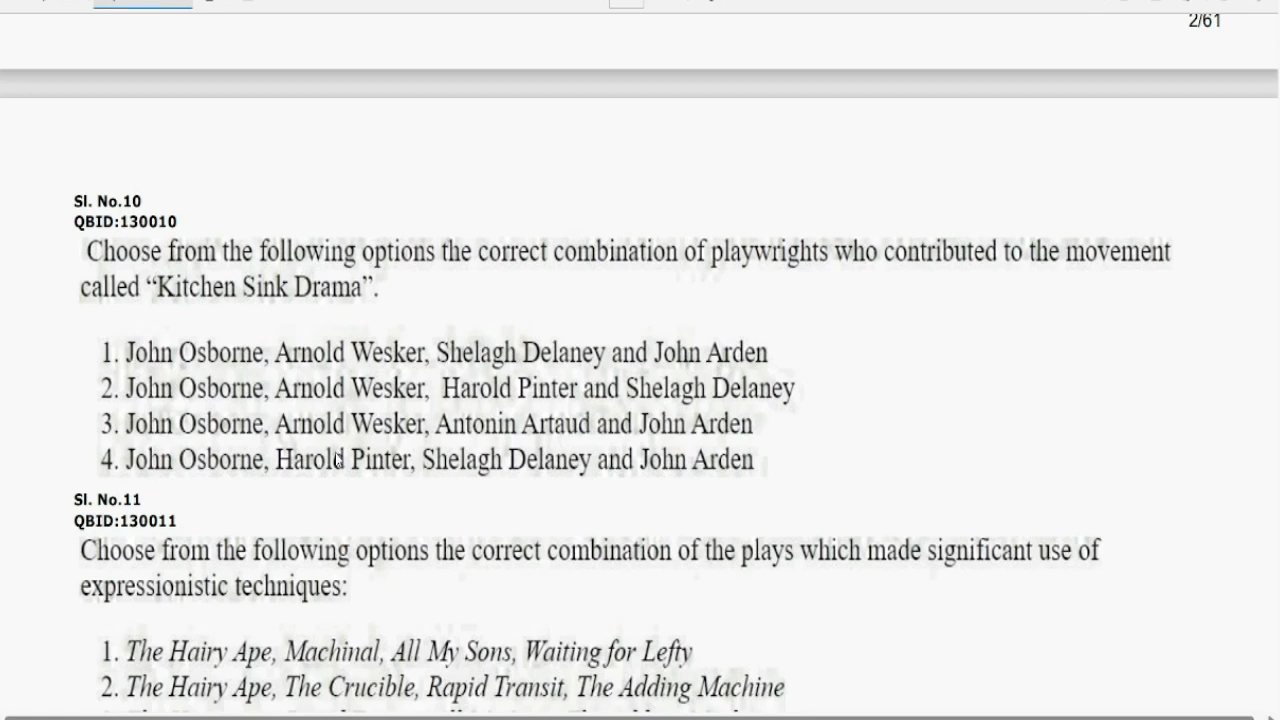 2/61
Sl. No.10
QBID:130010
Choose from the following options the correct combination of playwrights who contributed to the movement
called “Kitchen Sink Drama”.
1. John Osborne, Arnold Wesker, Shelagh Delaney and John Arden
2. John Osborne, Arnold Wesker, Harold Pinter and Shelagh Delaney
3. John Osborne, Arnold Wesker, Antonin Artaud and John Arden
4. John Osborne, Harold Pinter, Shelagh Delaney and John Arden
Sl. No.11
QBID:130011
Choose from the following options the correct combination of the plays which made significant use of
expressionistic techniques:
1. The Hairy Ape, Machinal, All My Sons, Waiting for Lefty
2. The Hairy Ape, The Crucible, Rapid Transit, The Adding Machine